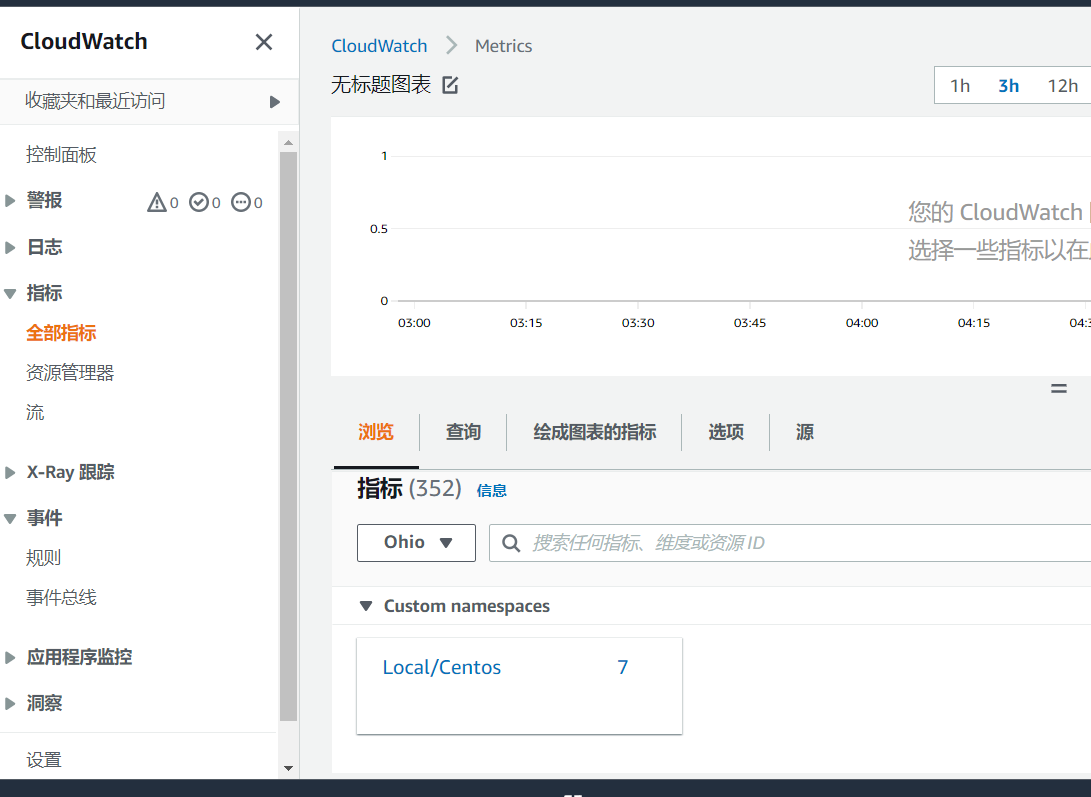 CloudWatch
收藏夹和最近访问
控制面板
警报 0 0 0
日志
指标
全部指标
资源管理器
流
X-Ray 跟踪
事件
规则
事件总线
应用程序监控
洞察
设置
CloudWatch Metrics
无标题图表
1h 3h 12h
1
0.5
0
您的 CloudWatch
选择一些指标以在
03:00 03:15 03:30 03:45 04:00 04:15
浏览 查询 绘成图表的指标 选项 源
指标 (352) 信息
Ohio 搜索任何指标、维度或资源 ID
Custom namespaces
Local/Centos 7